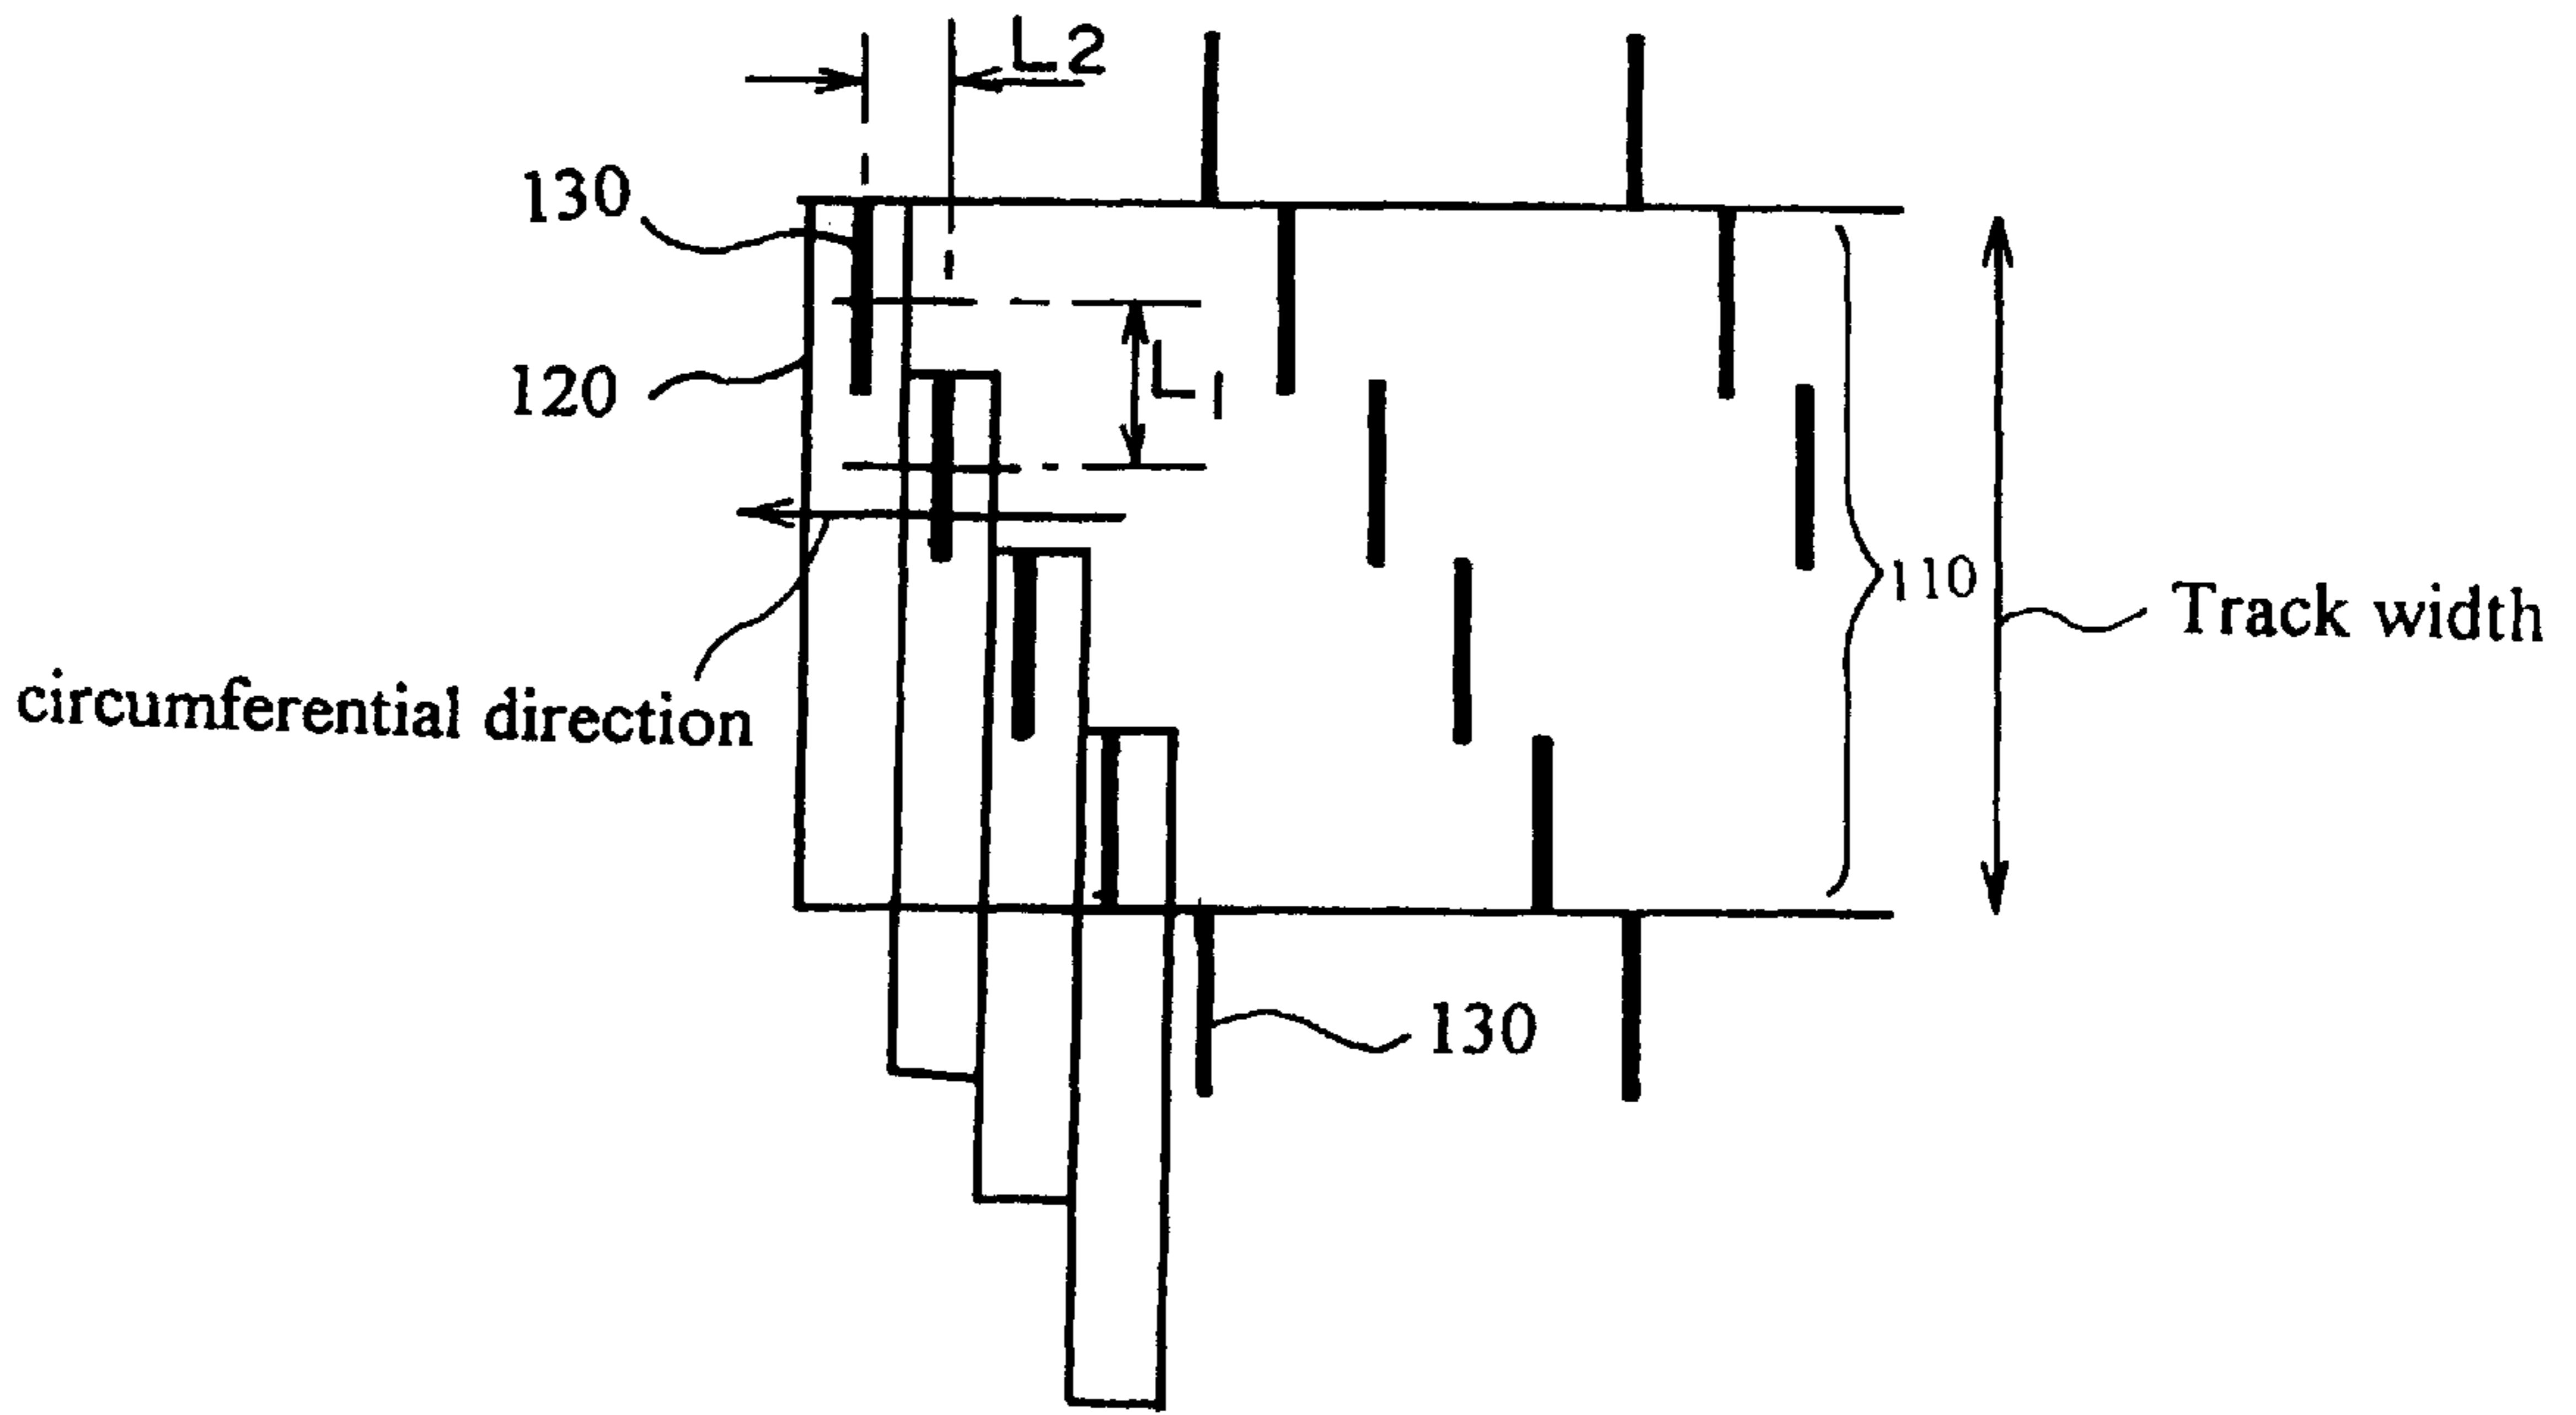 L2
130
120
L1
110
Track width
circumferential direction
130